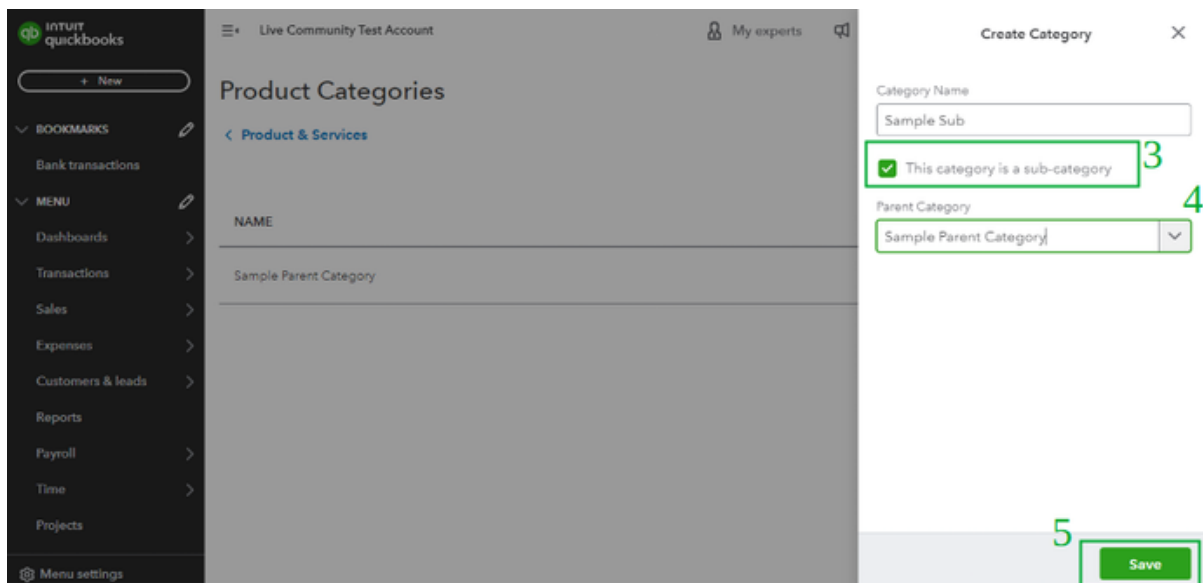 qb INTUIT
quickbooks
+ New
BOOKMARKS
Bank transactions
MENU
Dashboards
Transactions
Sales
Expenses
Customers & leads
Reports
Payroll
Time
Projects
Menu settings
Live Community Test Account
My experts
Product Categories
< Product & Services
NAME
Sample Parent Category
Create Category
Category Name
Sample Sub
This category is a sub-category
3
Parent Category
4
Sample Parent Category
5
Save